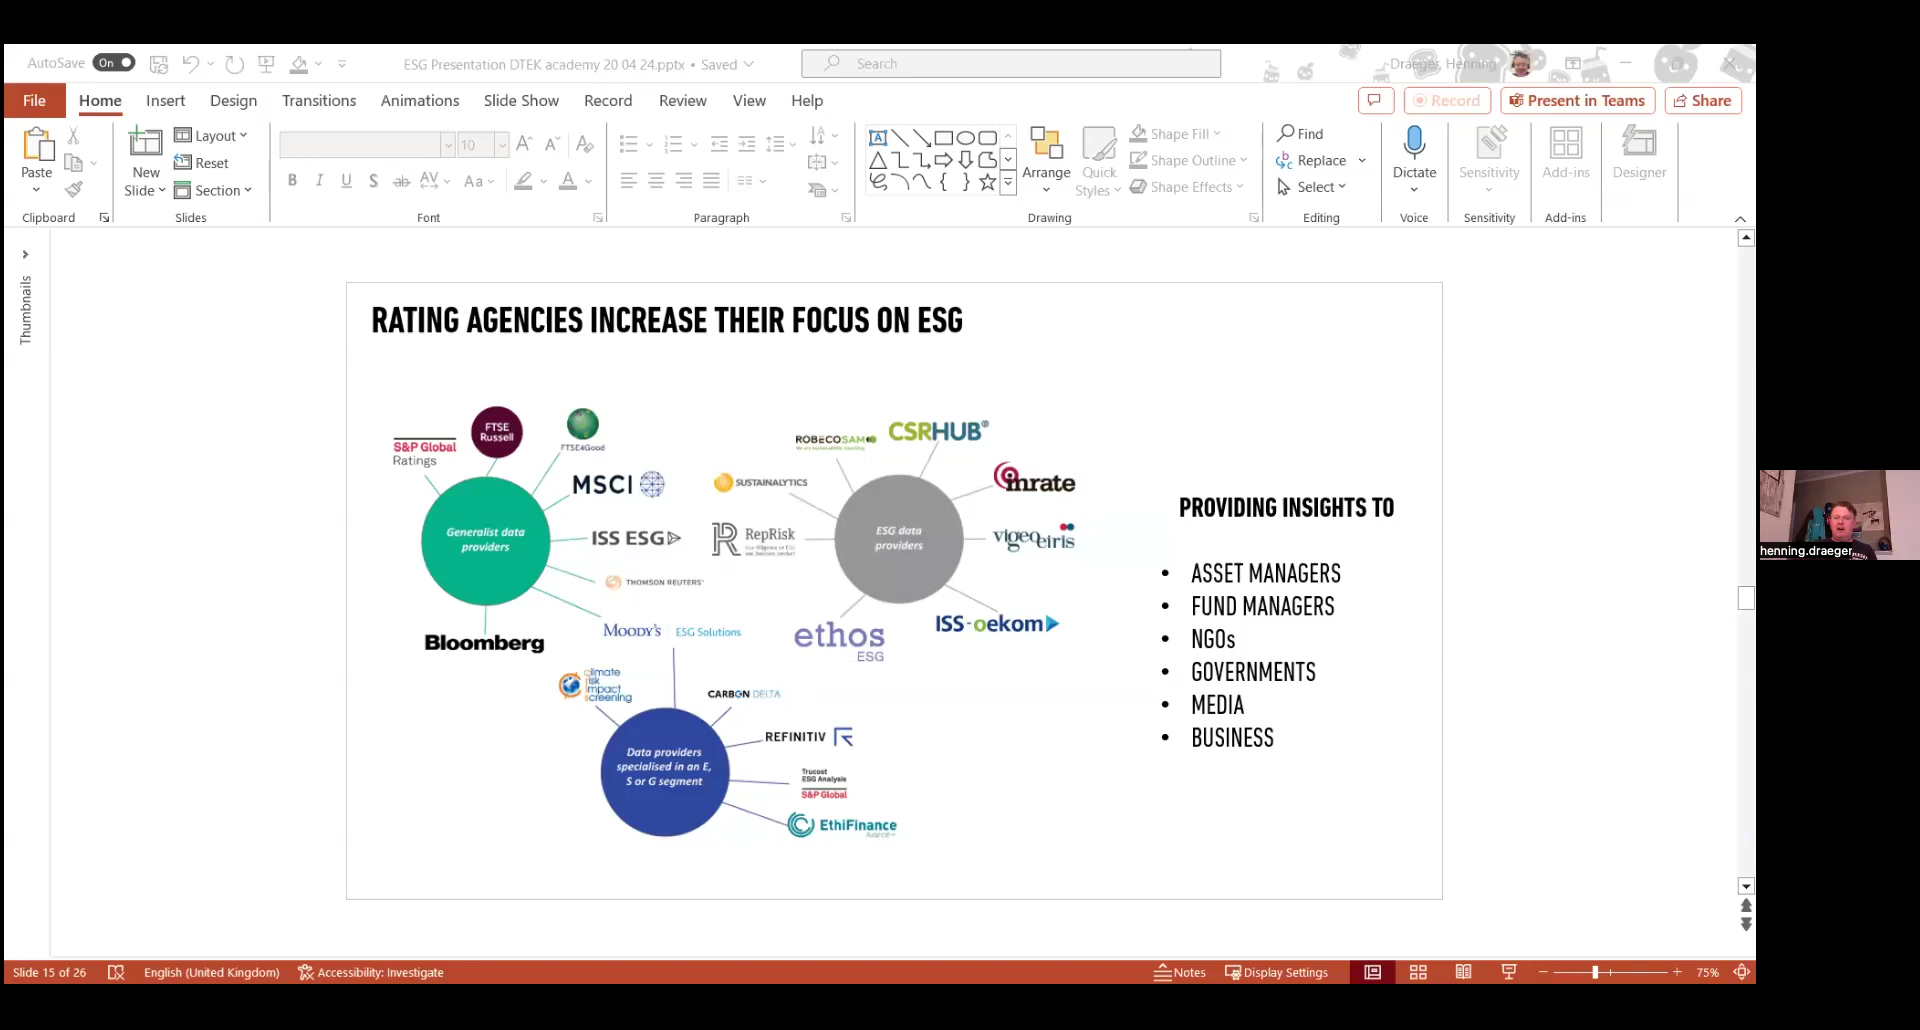 AutoSave On
ESG Presentation DTEK academy 20 04 24.pptx • Saved
Search
Draeger, Henning
File Home Insert Design Transitions Animations Slide Show Record Review View Help
Record Present in Teams Share
Paste
New Slide
Layout
Reset
Section
10
B I U S ab AV Aa A
Arrange
Quick Styles
Shape Fill
Shape Outline
Shape Effects
Find
Replace
Select
Dictate
Sensitivity
Add-ins
Designer
Clipboard Slides Font Paragraph Drawing Editing Voice Sensitivity Add-ins
Thumbnails
RATING AGENCIES INCREASE THEIR FOCUS ON ESG
S&P Global
Ratings
FTSE
Russell
FTSE4Good
MSCI
ISS ESG
THOMSON REUTERS
MOODY'S ESG Solutions
Bloomberg
Generalist data
providers
ROBECOSAM
CSRHUB®
SUSTAINALYTICS
inrate
RepRisk
vigeoeiris
ESG data
providers
ethos
ESG
ISS-oekom
climate
risk
impact
screening
CARBON DELTA
REFINITIV
Data providers
specialised in an E,
S or G segment
Trucost
ESG Analysis
S&P Global
EthiFinance
PROVIDING INSIGHTS TO
• ASSET MANAGERS
• FUND MANAGERS
• NGOs
• GOVERNMENTS
• MEDIA
• BUSINESS
henning.draeger
Slide 15 of 26 English (United Kingdom) Accessibility: Investigate Notes Display Settings 75%